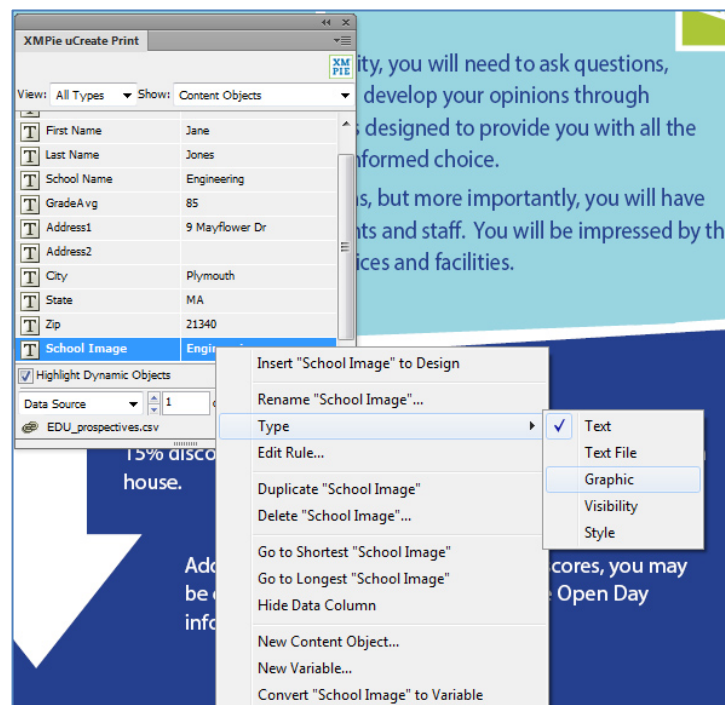 XMPie uCreate Print
XM
PIE
View: All Types Show: Content Objects
T First Name Jane
T Last Name Jones
T School Name Engineering
T GradeAvg 85
T Address1 9 Mayflower Dr
T Address2
T City Plymouth
T State MA
T Zip 21340
T School Image
Highlight Dynamic Objects
Data Source 1
EDU_prospectives.csv
ity, you will need to ask questions,
develop your opinions through
designed to provide you with all the
nformed choice.
but more importantly, you will have
nts and staff. You will be impressed by th
ices and facilities.
Insert "School Image" to Design
Rename "School Image"...
Type
Edit Rule...
Duplicate "School Image"
Delete "School Image"...
Go to Shortest "School Image"
Go to Longest "School Image"
Hide Data Column
New Content Object...
New Variable...
Convert "School Image" to Variable
Text
Text File
Graphic
Visibility
Style
15% disco
house.
Add
scores, you may
be
Open Day
info